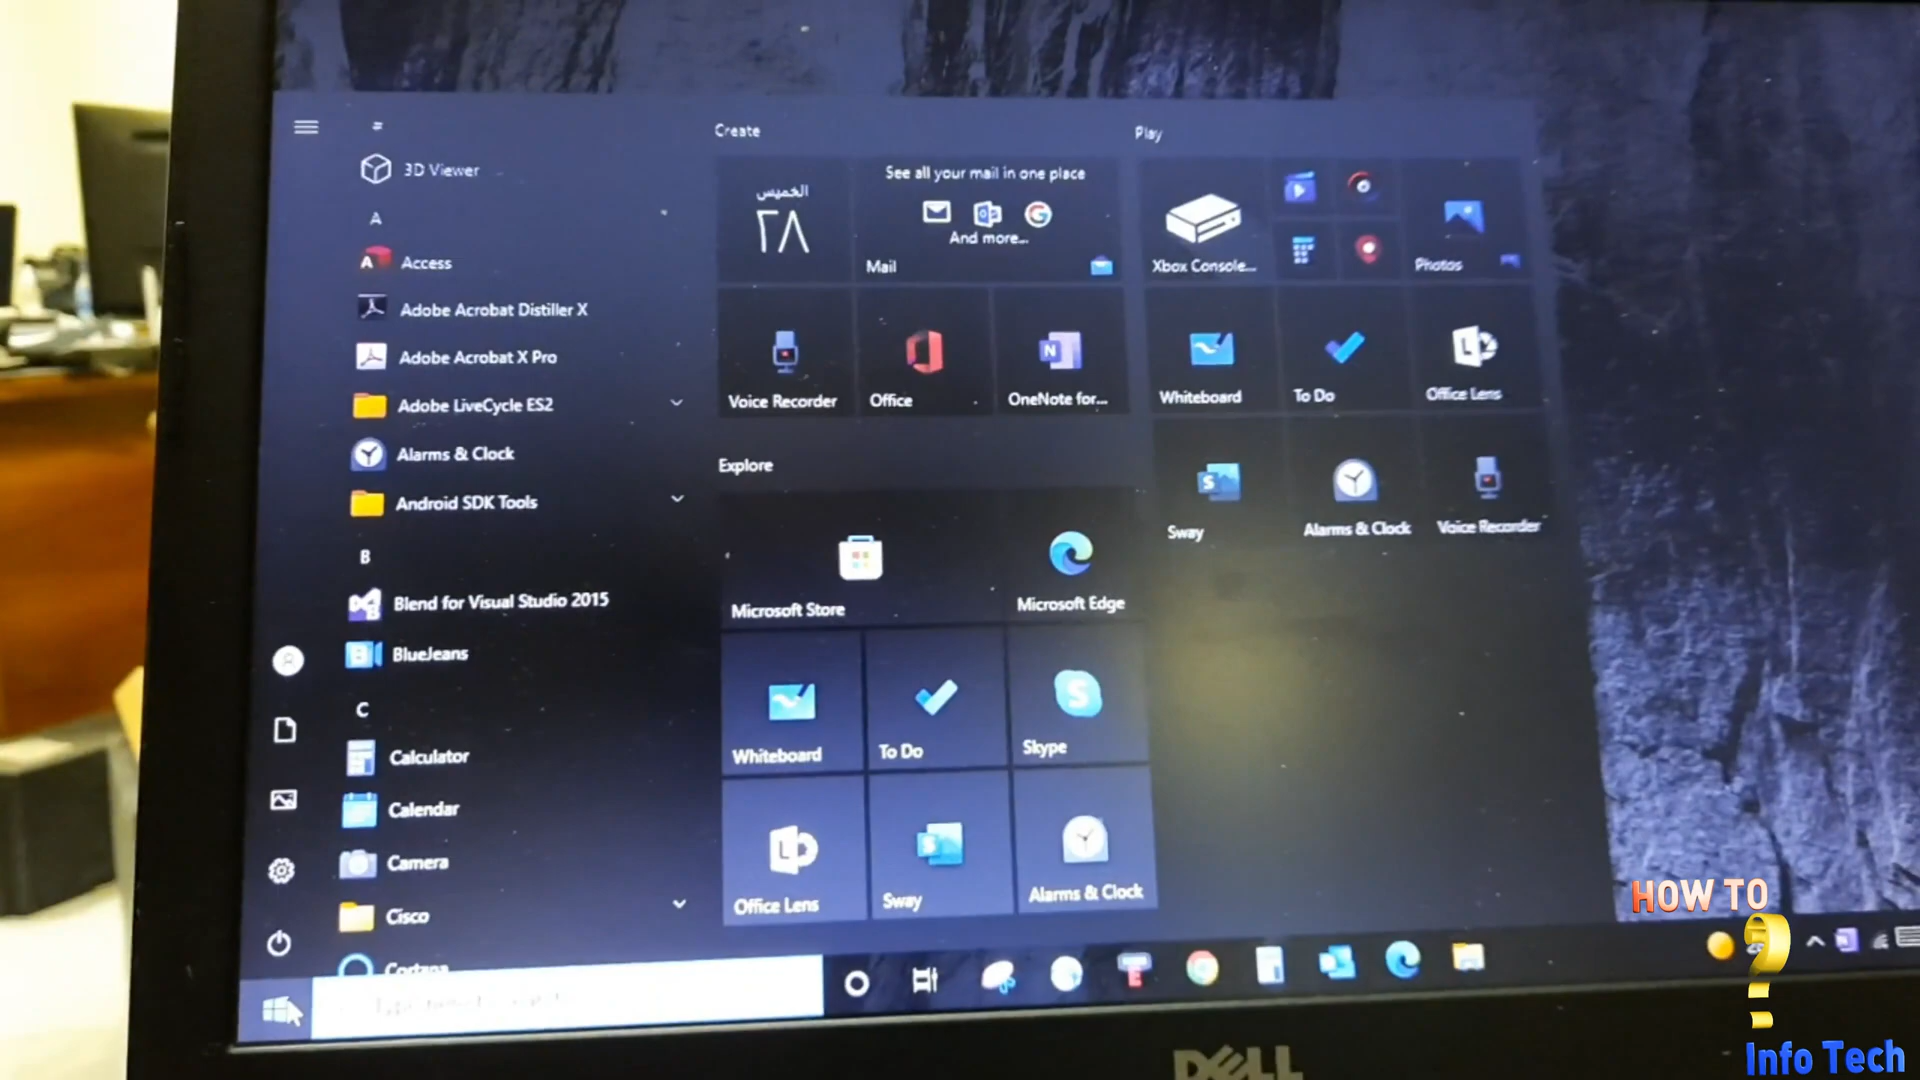 #
3D Viewer
A
Access
Adobe Acrobat Distiller X
Adobe Acrobat X Pro
Adobe LiveCycle ES2
Alarms & Clock
Android SDK Tools
B
Blend for Visual Studio 2015
BlueJeans
C
Calculator
Calendar
Camera
Cisco
Cortana
Create
الخميس
٢٨
See all your mail in one place
And more...
Mail
Voice Recorder
Office
OneNote for...
Explore
Microsoft Store
Microsoft Edge
Whiteboard
To Do
Skype
Office Lens
Sway
Alarms & Clock
Play
Xbox Console...
Photos
Whiteboard
To Do
Office Lens
Sway
Alarms & Clock
Voice Recorder
DELL
HOW TO
?
Info Tech